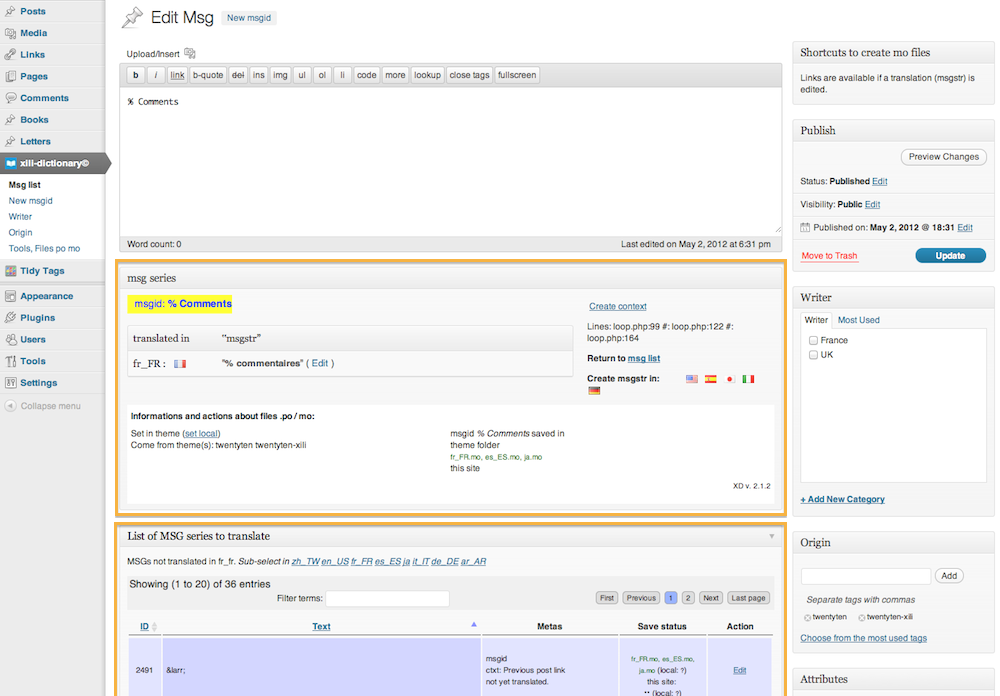 Posts
Media
Links
Pages
Comments
Books
Letters
xili-dictionary©
Msg list
New msgid
Writer
Origin
Tools, Files po mo
Tidy Tags
Appearance
Plugins
Users
Tools
Settings
Collapse menu
Edit Msg New msgid
Upload/Insert
b i link b-quote del ins img ul ol li code more lookup close tags fullscreen
% Comments
Word count: 0 Last edited on May 2, 2012 at 6:31 pm
msg series
msgid: % Comments
translated in "msgstr"
fr_FR : "% commentaires" ( Edit )
Create context
Lines: loop.php:99 #: loop.php:122 #:
loop.php:164
Return to msg list
Create msgstr in:
Informations and actions about files .po / mo:
Set in theme (set local)
Come from theme(s): twentyten twentyten-xili
msgid % Comments saved in
theme folder
fr_FR.mo, es_ES.mo, ja.mo
this site
XD v. 2.1.2
List of MSG series to translate
MSGs not translated in fr_fr. Sub-select in zh_TW en_US fr_FR es_ES ja it_IT de_DE ar_AR
Showing (1 to 20) of 36 entries
Filter terms:
First Previous 1 2 Next Last page
ID Text Metas Save status Action
2491 &larr; msgid
ctxt: Previous post link
not yet translated.
fr_FR.mo, es_ES.mo,
ja.mo (local: ?)
this site:
** (local: ?)
Edit
Shortcuts to create mo files
Links are available if a translation (msgstr) is
edited.
Publish
Preview Changes
Status: Published Edit
Visibility: Public Edit
Published on: May 2, 2012 @ 18:31 Edit
Move to Trash Update
Writer
Writer Most Used
France
UK
+ Add New Category
Origin
Add
Separate tags with commas
twentyten twentyten-xili
Choose from the most used tags
Attributes